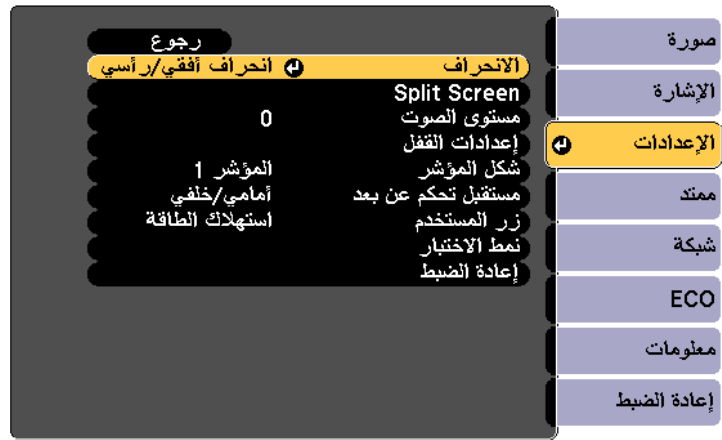 رجوع
الانحراف انحراف أفقي/رأسي
Split Screen
مستوى الصوت 0
إعدادات القفل
شكل المؤشر المؤشر 1
مستقبل تحكم عن بعد أمامي/خلفي
زر المستخدم استهلاك الطاقة
نمط الاختبار
إعادة الضبط
صورة
الإشارة
الإعدادات
ممتد
شبكة
ECO
معلومات
إعادة الضبط